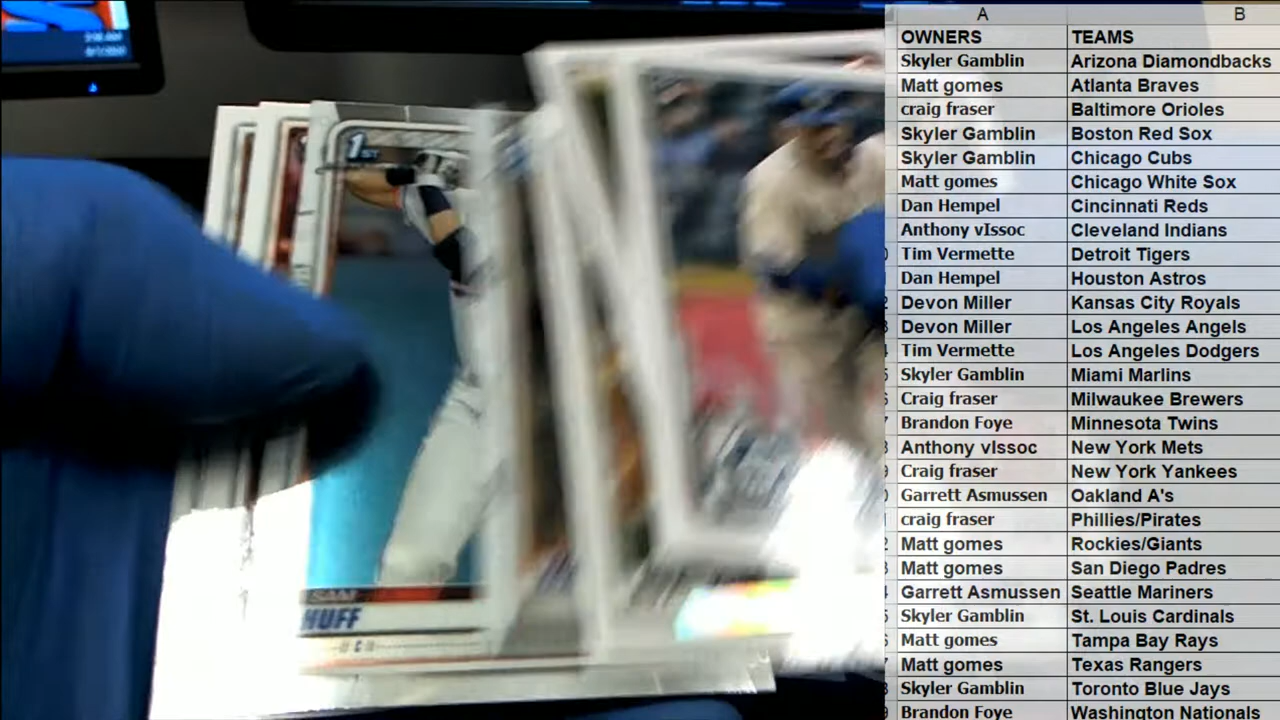 A B
OWNERS TEAMS
Skyler Gamblin Arizona Diamondbacks
Matt gomes Atlanta Braves
craig fraser Baltimore Orioles
Skyler Gamblin Boston Red Sox
Skyler Gamblin Chicago Cubs
Matt gomes Chicago White Sox
Dan Hempel Cincinnati Reds
Anthony vIssoc Cleveland Indians
Tim Vermette Detroit Tigers
Dan Hempel Houston Astros
Devon Miller Kansas City Royals
Devon Miller Los Angeles Angels
Tim Vermette Los Angeles Dodgers
Skyler Gamblin Miami Marlins
Craig fraser Milwaukee Brewers
Brandon Foye Minnesota Twins
Anthony vIssoc New York Mets
Craig fraser New York Yankees
Garrett Asmussen Oakland A's
craig fraser Phillies/Pirates
Matt gomes Rockies/Giants
Matt gomes San Diego Padres
Garrett Asmussen Seattle Mariners
Skyler Gamblin St. Louis Cardinals
Matt gomes Tampa Bay Rays
Matt gomes Texas Rangers
Skyler Gamblin Toronto Blue Jays
Brandon Foye Washington Nationals
1ST
SAM
HUFF